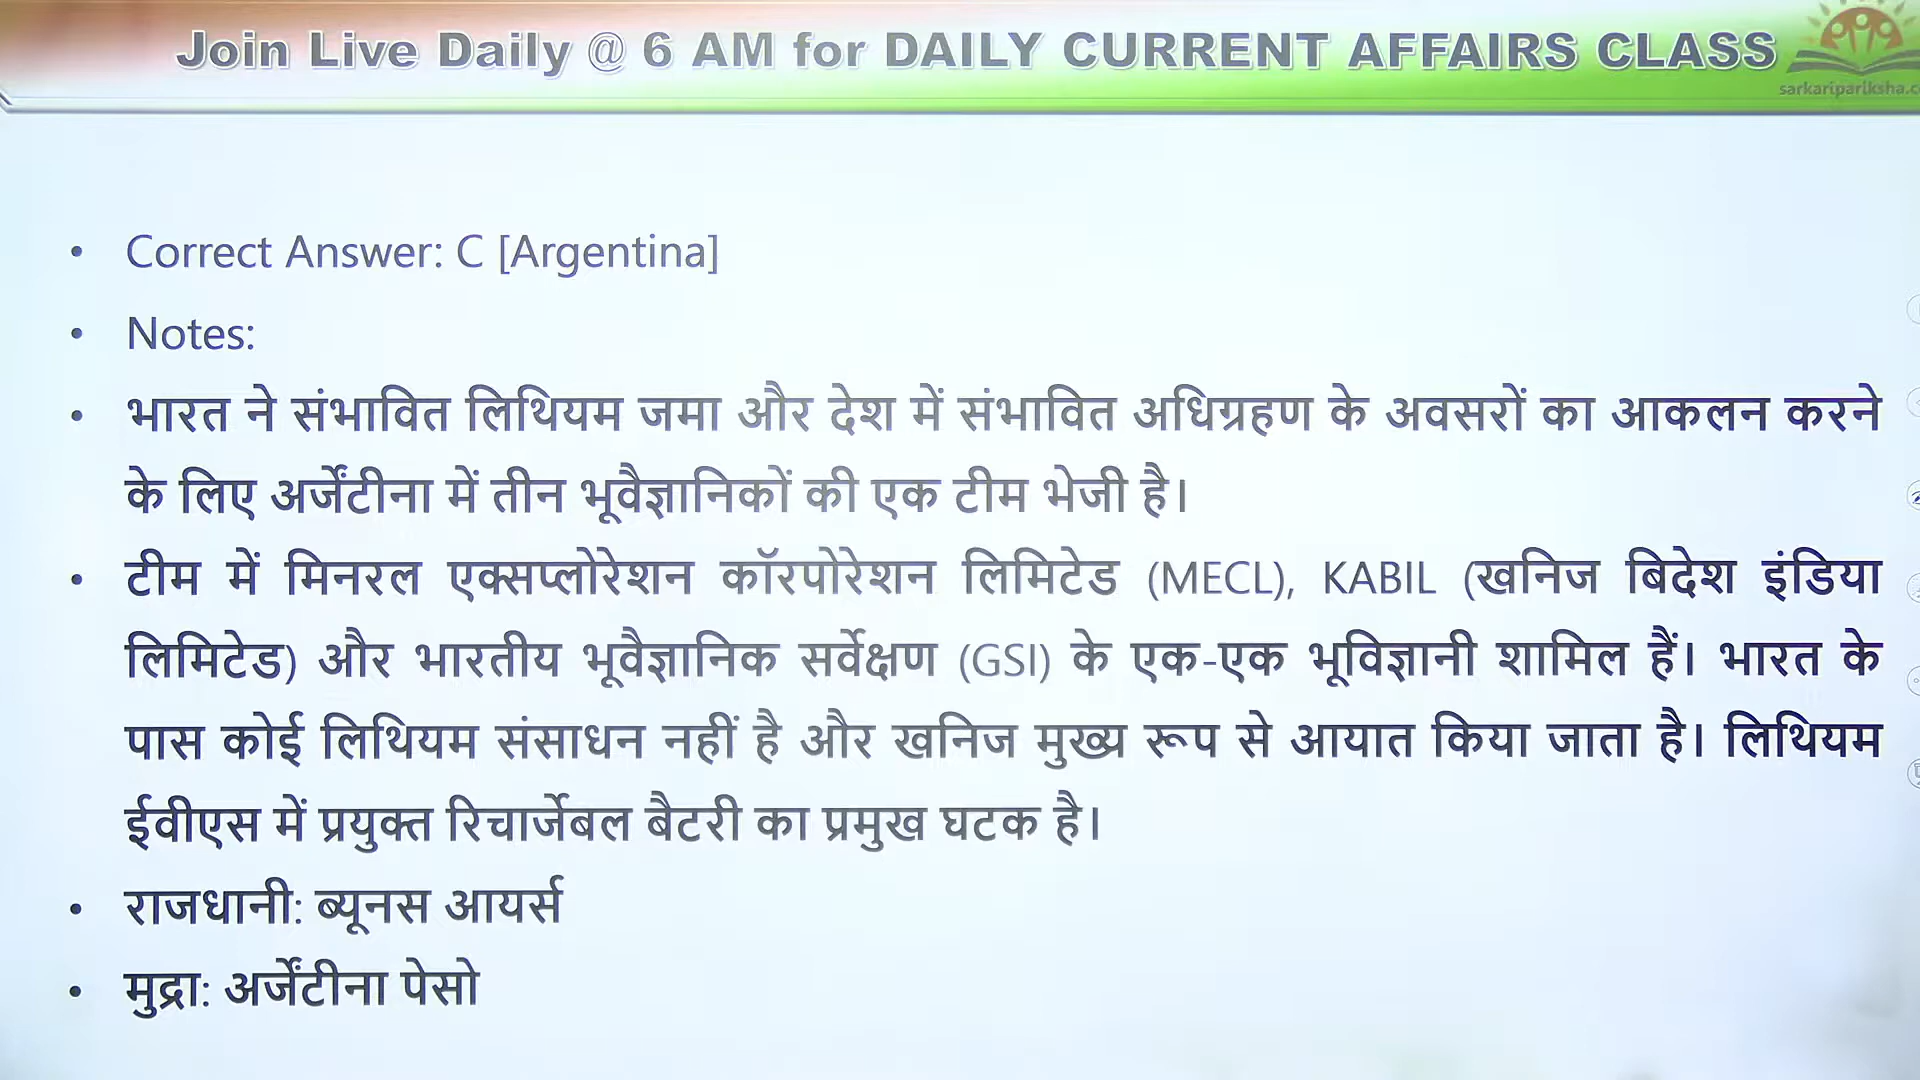 Join Live Daily @ 6 AM for DAILY CURRENT AFFAIRS CLASS
• Correct Answer: C [Argentina]
• Notes:
• भारत ने संभावित लिथियम जमा और देश में संभावित अधिग्रहण के अवसरों का आकलन करने
के लिए अर्जेंटीना में तीन भूवैज्ञानिकों की एक टीम भेजी है।
• टीम में मिनरल एक्सप्लोरेशन कॉरपोरेशन लिमिटेड (MECL), KABIL (खनिज बिदेश इंडिया
लिमिटेड) और भारतीय भूवैज्ञानिक सर्वेक्षण (GSI) के एक-एक भूविज्ञानी शामिल हैं। भारत के
पास कोई लिथियम संसाधन नहीं है और खनिज मुख्य रूप से आयात किया जाता है। लिथियम
ईवीएस में प्रयुक्त रिचार्जेबल बैटरी का प्रमुख घटक है।
• राजधानी: ब्यूनस आयर्स
• मुद्रा: अर्जेंटीना पेसो